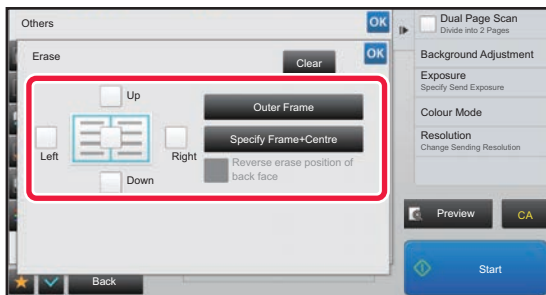 Others
OK
Erase
Clear
OK
Up
Left
Right
Down
Outer Frame
Specify Frame+Centre
Reverse erase position of
back face
Back
Dual Page Scan
Divide into 2 Pages
Background Adjustment
Exposure
Specify Send Exposure
Colour Mode
Resolution
Change Sending Resolution
Preview
CA
Start